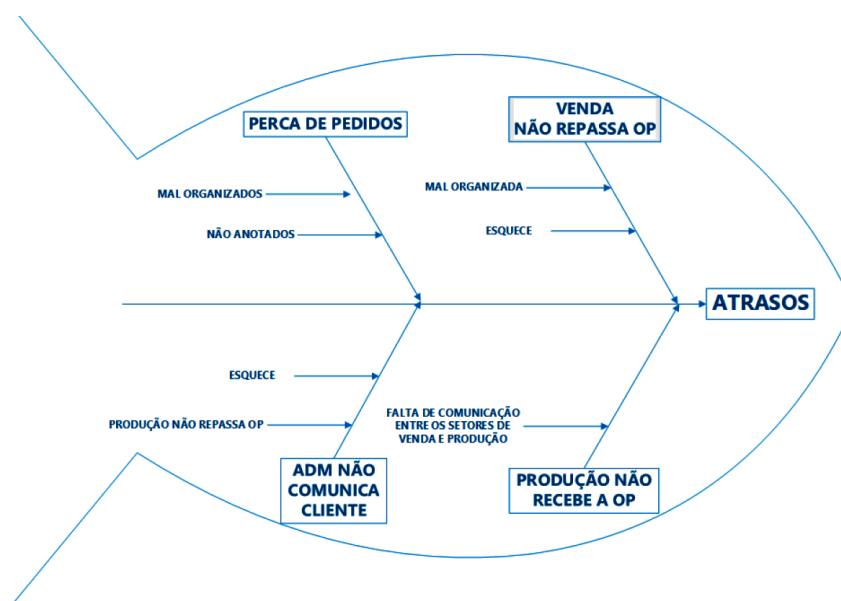 PERCA DE PEDIDOS
MAL ORGANIZADOS
NÃO ANOTADOS
VENDA
NÃO REPASSA OP
MAL ORGANIZADA
ESQUECE
ATRASOS
ESQUECE
PRODUÇÃO NÃO REPASSA OP
ADM NÃO
COMUNICA
CLIENTE
FALTA DE COMUNICAÇÃO
ENTRE OS SETORES DE
VENDA E PRODUÇÃO
PRODUÇÃO NÃO
RECEBE A OP